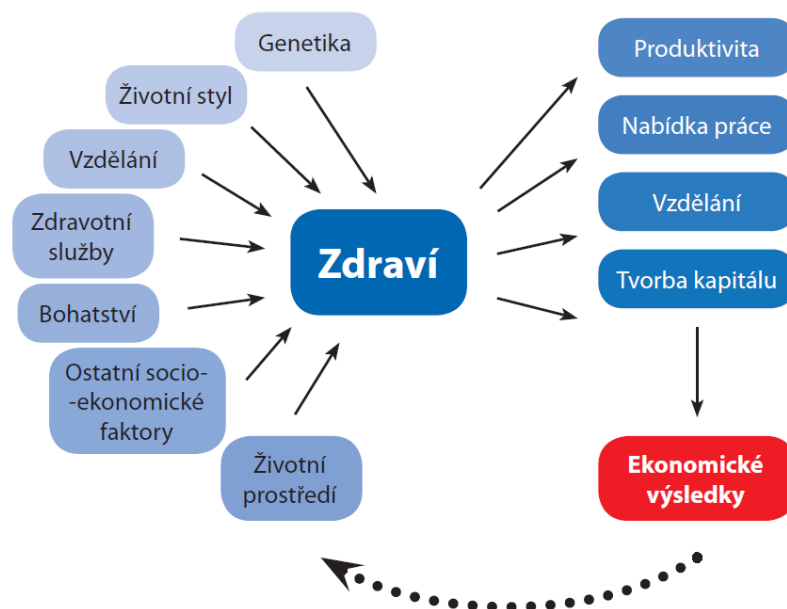 Genetika
Životní styl
Vzdělání
Zdravotní
služby
Bohatství
Ostatní socio-
-ekonomické
faktory
Životní
prostředí
Zdraví
Produktivita
Nabídka práce
Vzdělání
Tvorba kapitálu
Ekonomické
výsledky